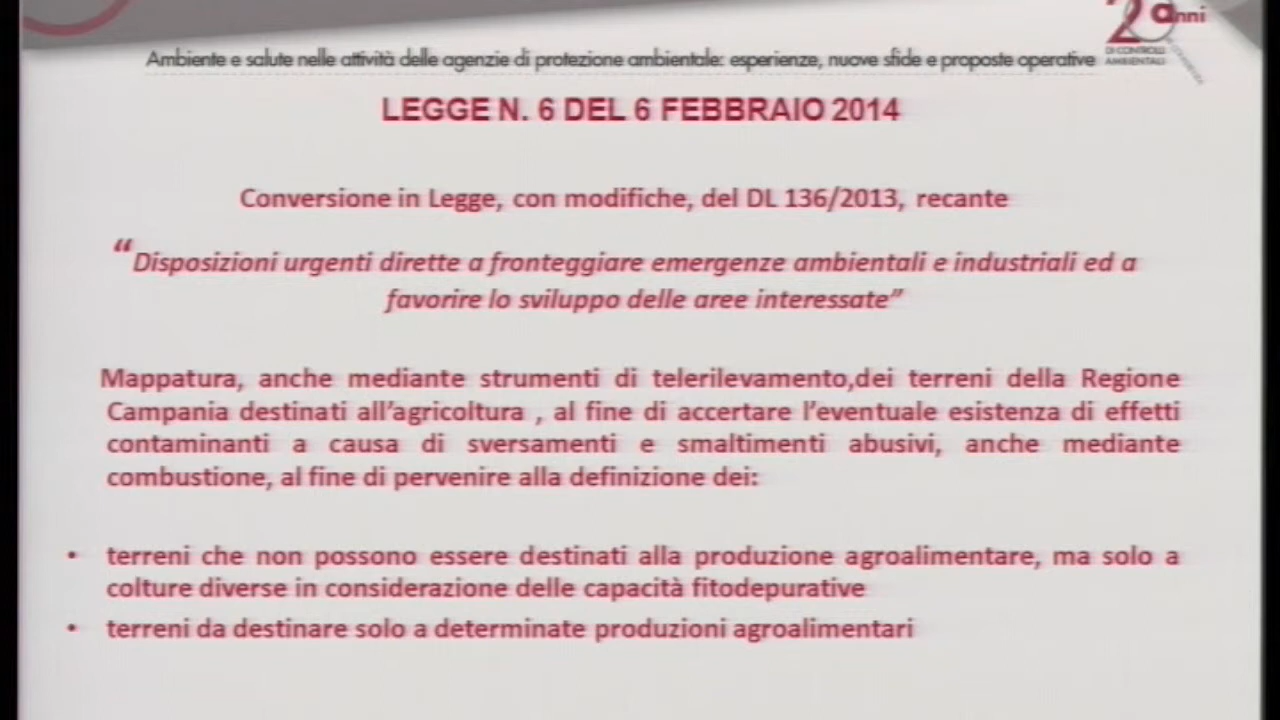 20 anni
DI CONTROLLI
AMBIENTALI
Ambiente e salute nelle attività delle agenzie di protezione ambientale: esperienze, nuove sfide e proposte operative
LEGGE N. 6 DEL 6 FEBBRAIO 2014
Conversione in Legge, con modifiche, del DL 136/2013, recante
“Disposizioni urgenti dirette a fronteggiare emergenze ambientali e industriali ed a
favorire lo sviluppo delle aree interessate”
Mappatura, anche mediante strumenti di telerilevamento,dei terreni della Regione
Campania destinati all’agricoltura , al fine di accertare l’eventuale esistenza di effetti
contaminanti a causa di sversamenti e smaltimenti abusivi, anche mediante
combustione, al fine di pervenire alla definizione dei:
• terreni che non possono essere destinati alla produzione agroalimentare, ma solo a
colture diverse in considerazione delle capacità fitodepurative
• terreni da destinare solo a determinate produzioni agroalimentari